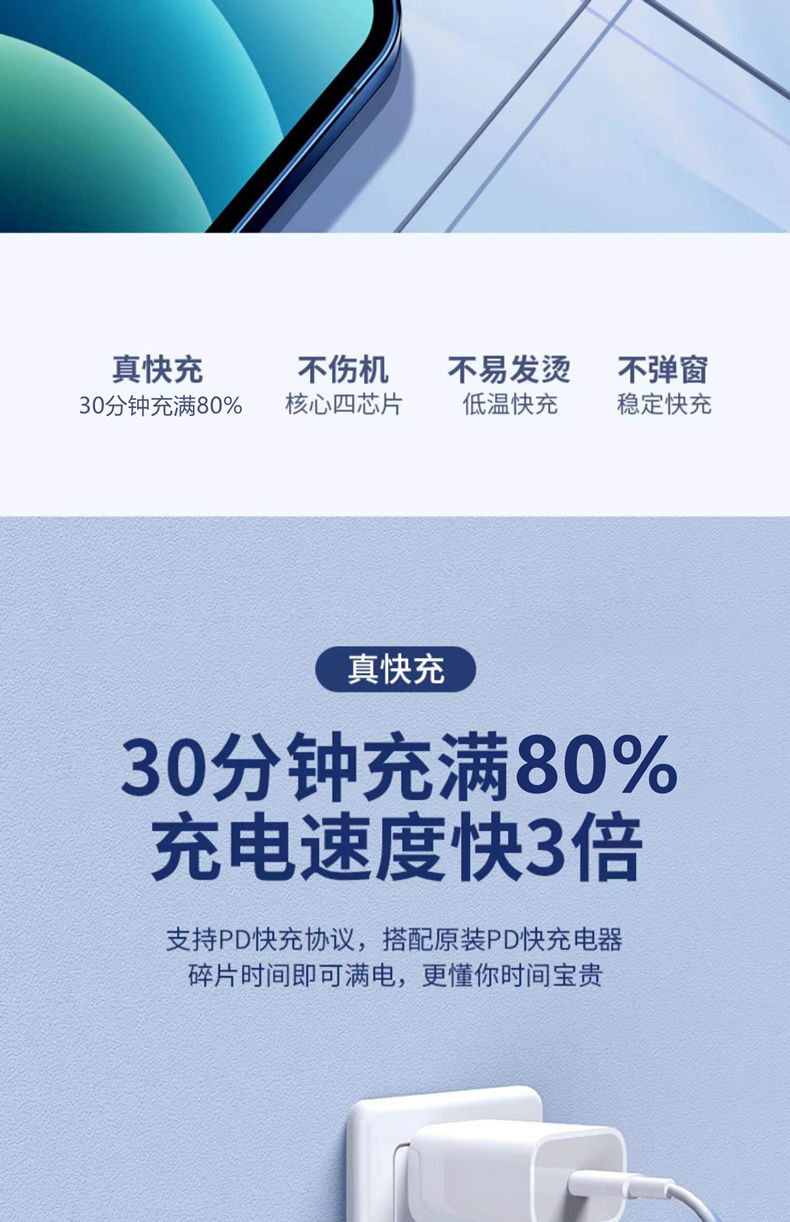 真快充 不伤机 不易发烫 不弹窗
30分钟充满80% 核心四芯片 低温快充 稳定快充
真快充
30分钟充满80%
充电速度快3倍
支持PD快充协议，搭配原装PD快充电器
碎片时间即可满电，更懂你时间宝贵